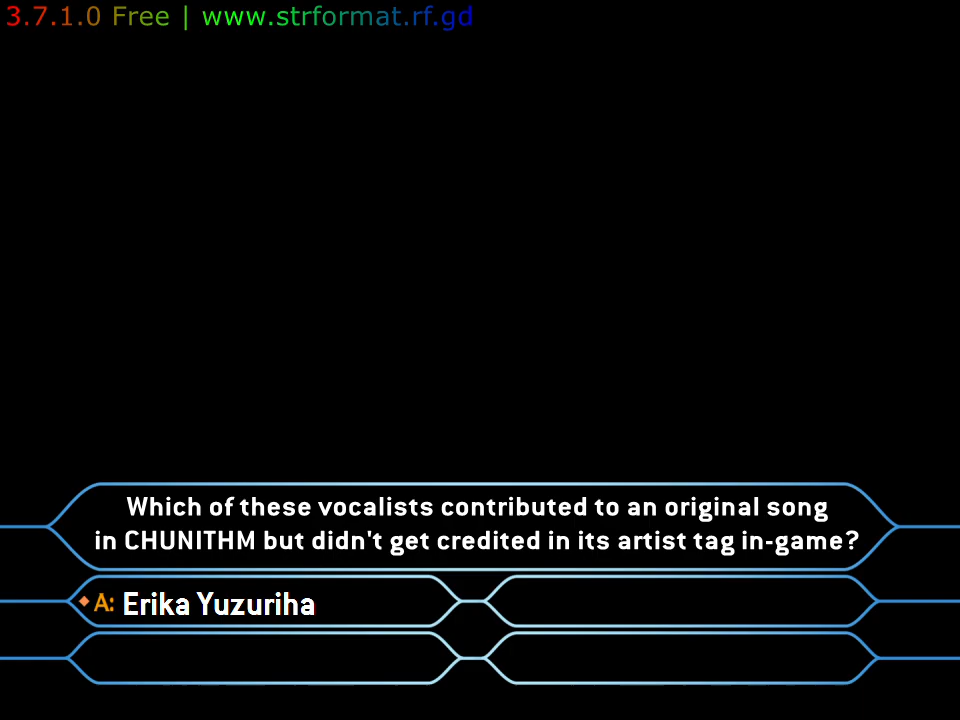 3.7.1.0 Free | www.strformat.rf.gd
Which of these vocalists contributed to an original song
in CHUNITHM but didn't get credited in its artist tag in-game?
A: Erika Yuzuriha